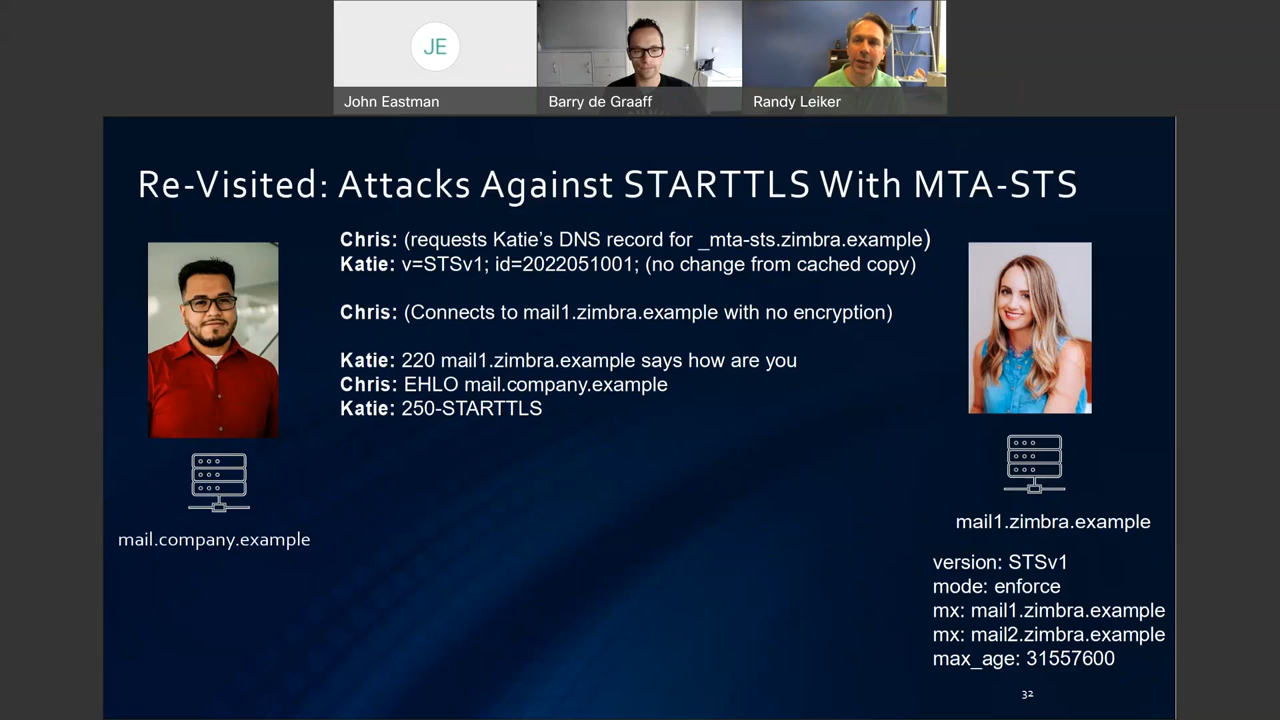 JE
John Eastman
Barry de Graaff
Randy Leiker
Re-Visited: Attacks Against STARTTLS With MTA-STS
Chris: (requests Katie’s DNS record for _mta-sts.zimbra.example)
Katie: v=STSv1; id=2022051001; (no change from cached copy)
Chris: (Connects to mail1.zimbra.example with no encryption)
Katie: 220 mail1.zimbra.example says how are you
Chris: EHLO mail.company.example
Katie: 250-STARTTLS
mail.company.example
mail1.zimbra.example
version: STSv1
mode: enforce
mx: mail1.zimbra.example
mx: mail2.zimbra.example
max_age: 31557600
32